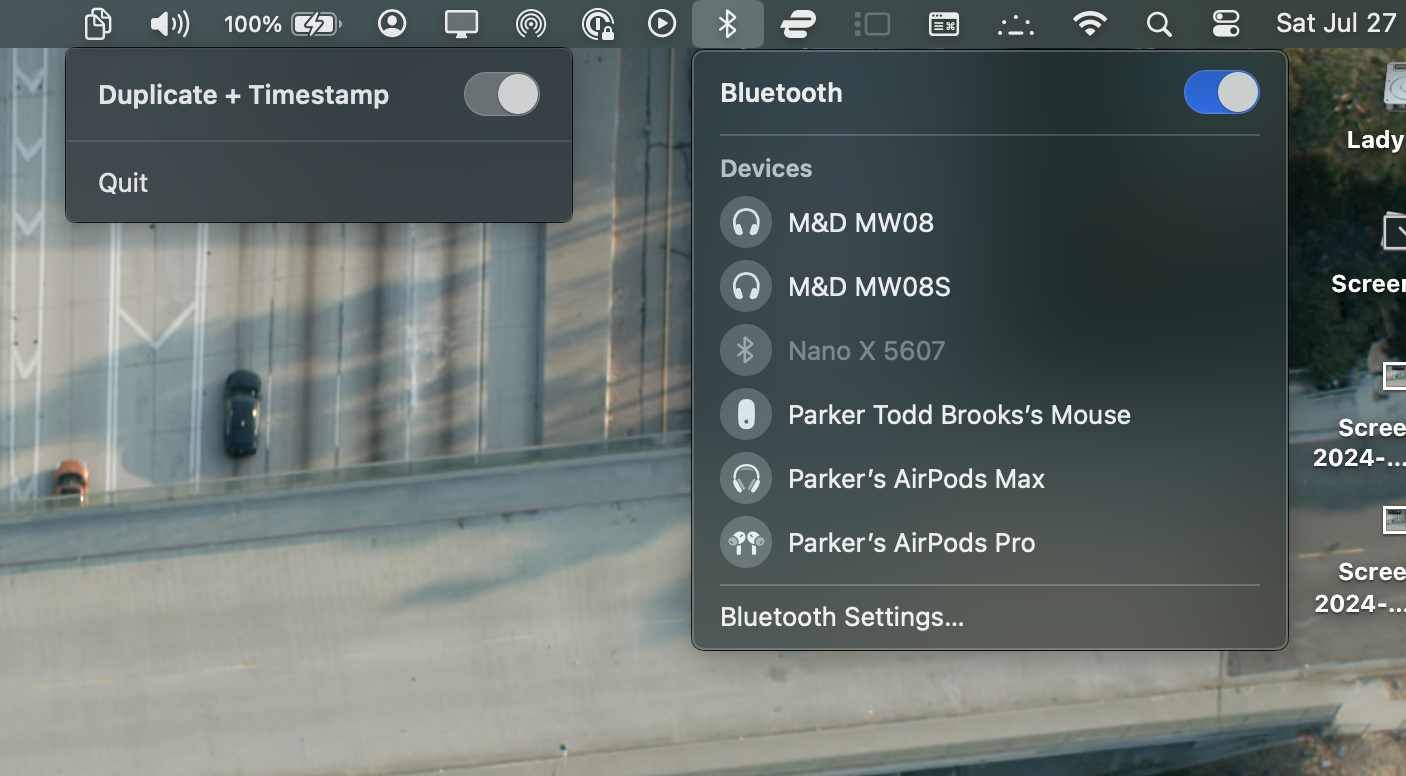 100%
Sat Jul 27
Duplicate + Timestamp
Quit
Bluetooth
Devices
M&D MW08
M&D MW08S
Nano X 5607
Parker Todd Brooks’s Mouse
Parker’s AirPods Max
Parker’s AirPods Pro
Bluetooth Settings...
Lady
Screen
Scree
2024-...
Scree
2024-...